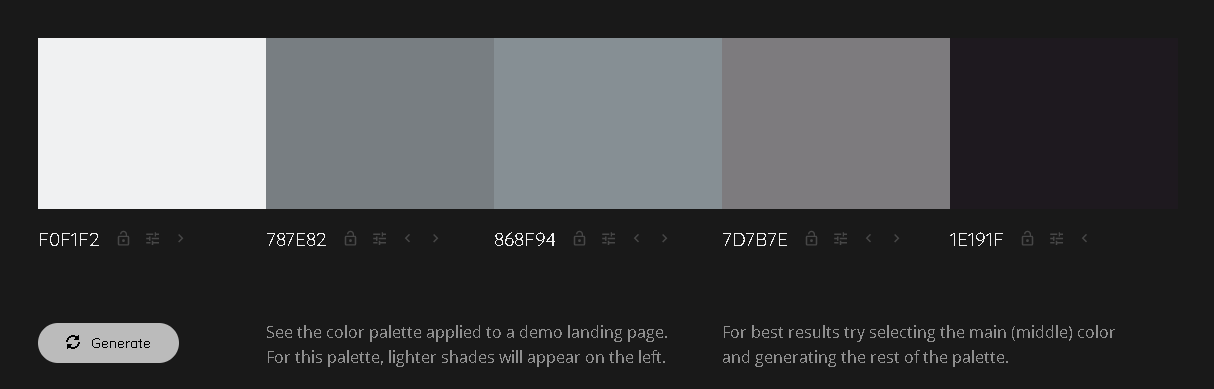 F0F1F2
787E82
868F94
7D7B7E
1E191F
Generate
See the color palette applied to a demo landing page.
For this palette, lighter shades will appear on the left.
For best results try selecting the main (middle) color
and generating the rest of the palette.